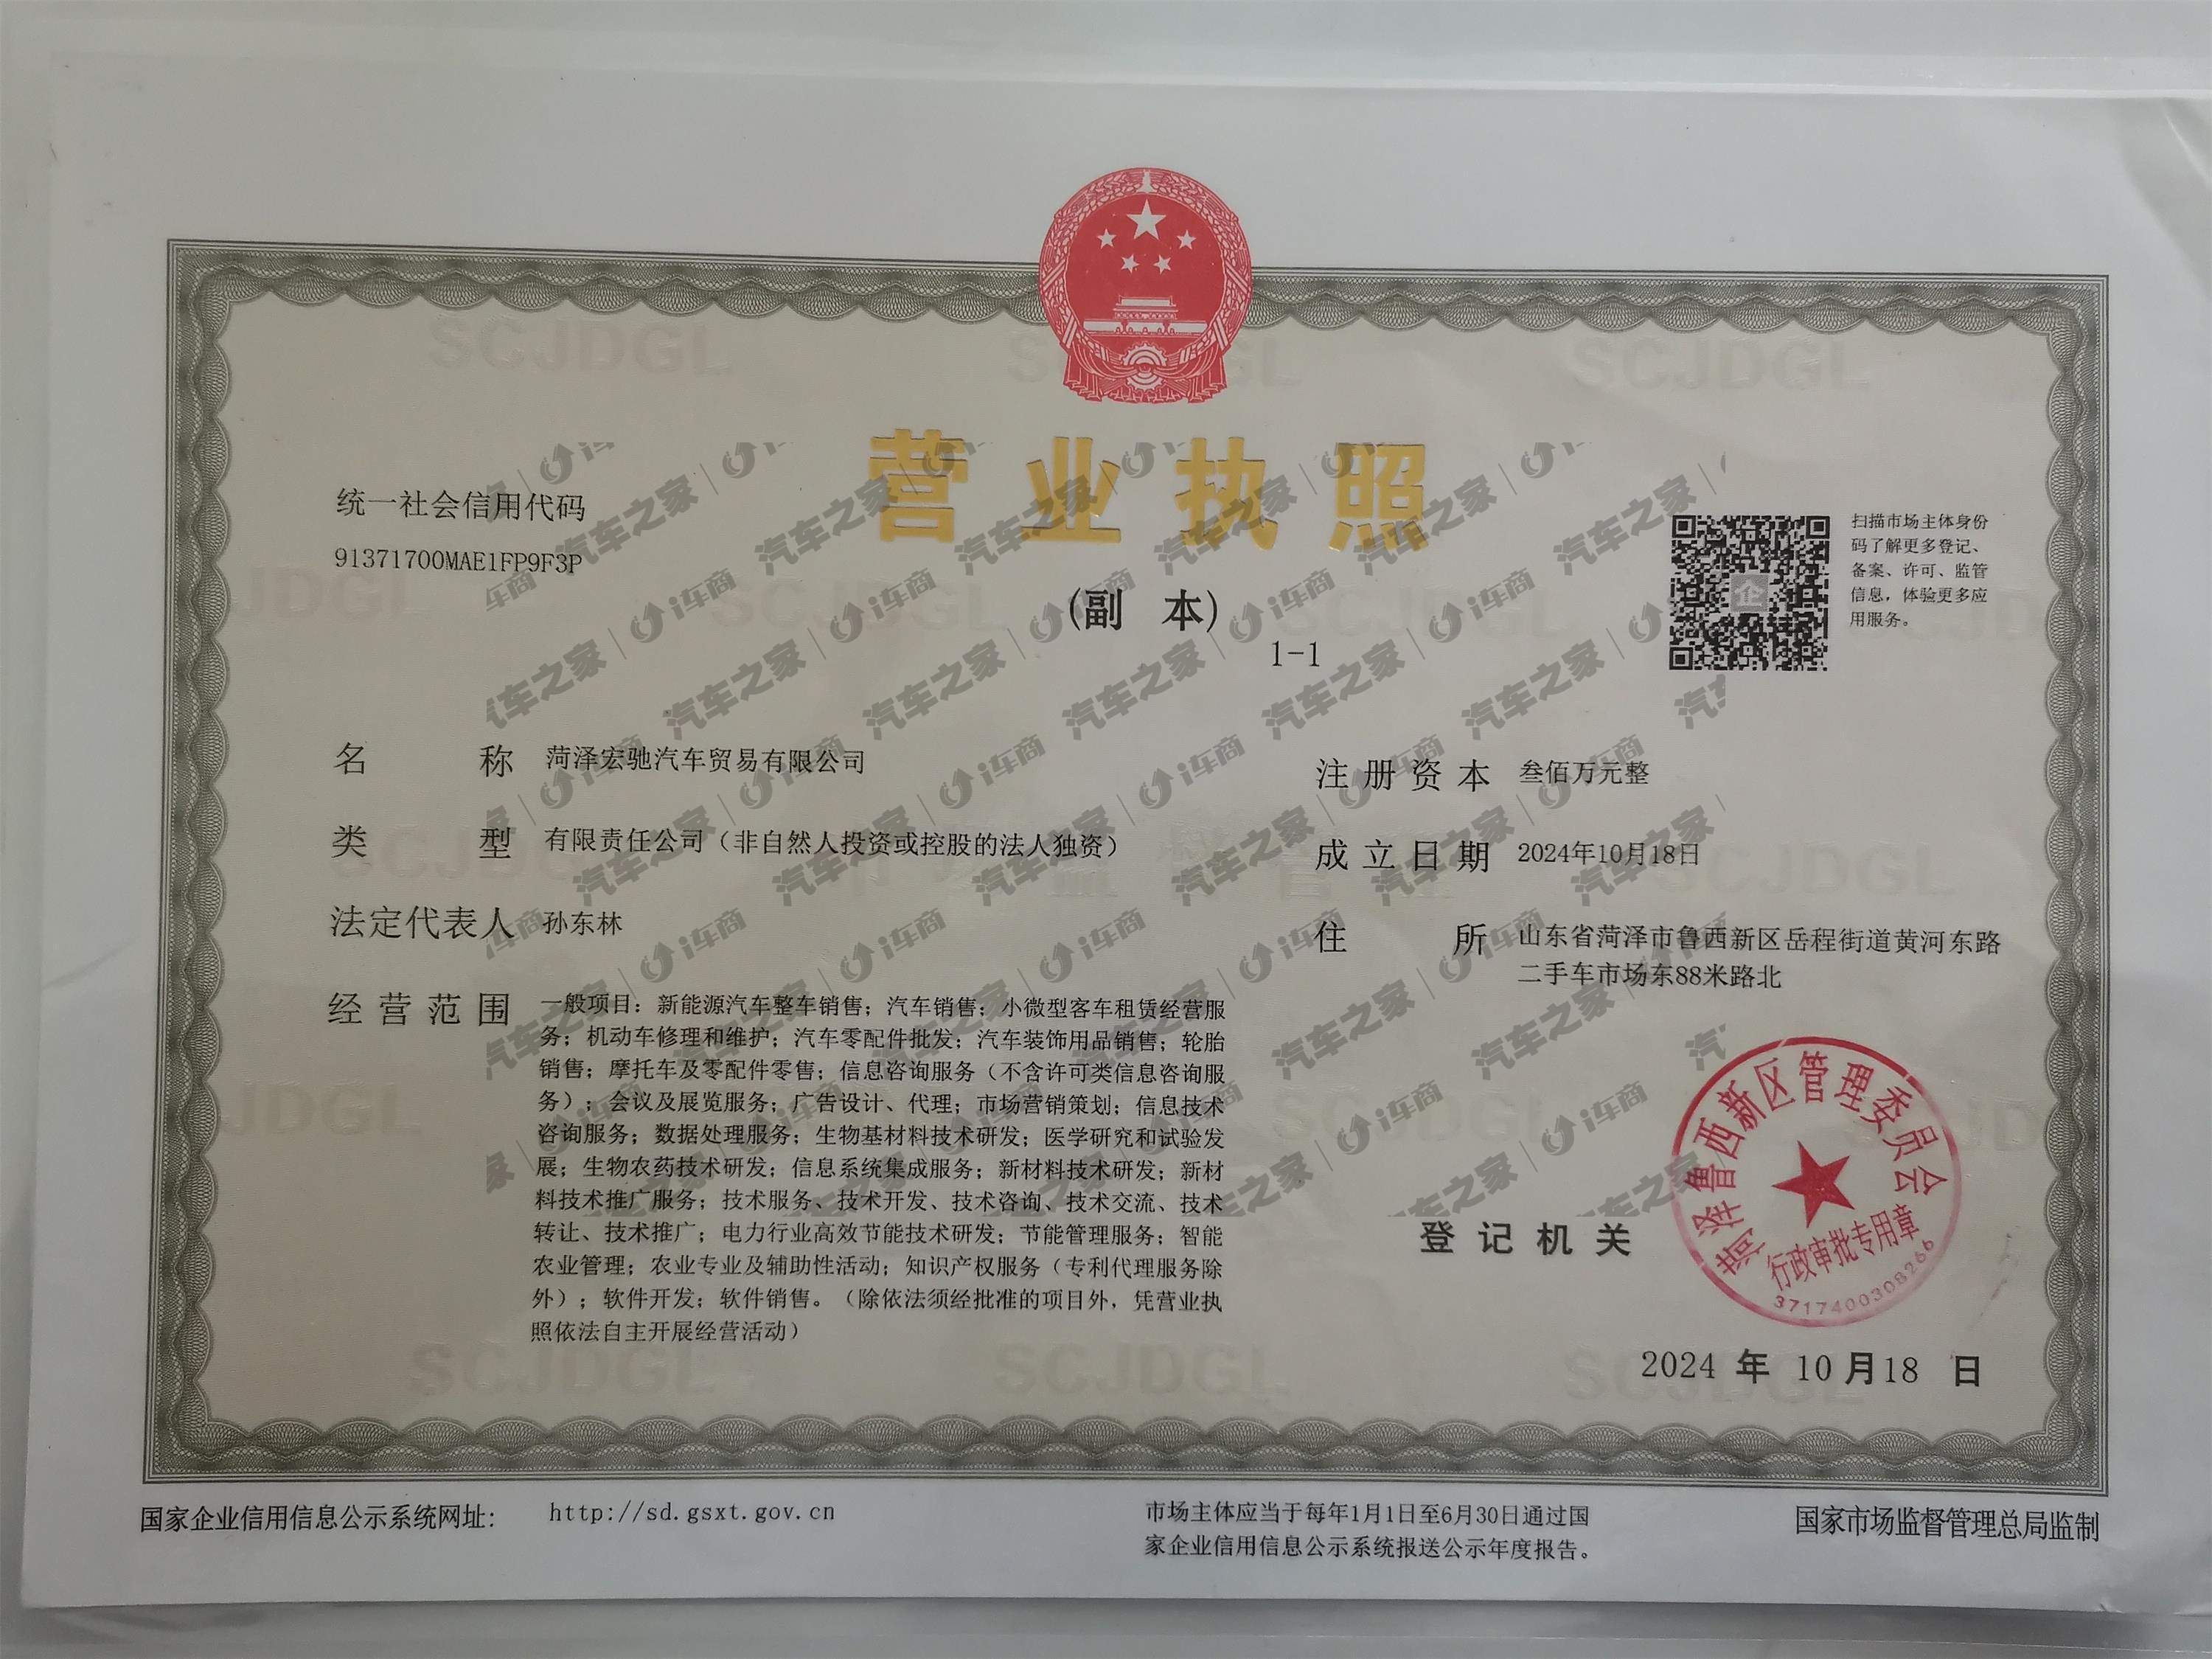 营业执照
(副 本)
1-1
统一社会信用代码
91371700MAE1FP9F3P
扫描市场主体身份
码了解更多登记、
备案、许可、监管
信息，体验更多应
用服务。
名 称 菏泽宏驰汽车贸易有限公司
类 型 有限责任公司（非自然人投资或控股的法人独资）
法定代表人 孙东林
经营范围 一般项目：新能源汽车整车销售；汽车销售；小微型客车租赁经营服
务；机动车修理和维护；汽车零配件批发；汽车装饰用品销售；轮胎
销售；摩托车及零配件零售；信息咨询服务（不含许可类信息咨询服
务）；会议及展览服务；广告设计、代理；市场营销策划；信息技术
咨询服务；数据处理服务；生物基材料技术研发；医学研究和试验发
展；生物农药技术研发；信息系统集成服务；新材料技术研发；新材
料技术推广服务；技术服务、技术开发、技术咨询、技术交流、技术
转让、技术推广；电力行业高效节能技术研发；节能管理服务；智能
农业管理；农业专业及辅助性活动；知识产权服务（专利代理服务除
外）；软件开发；软件销售。（除依法须经批准的项目外，凭营业执
照依法自主开展经营活动）
注册资本 叁佰万元整
成立日期 2024年10月18日
住 所 山东省菏泽市鲁西新区岳程街道黄河东路
二手车市场东88米路北
登记机关
菏泽鲁西新区管理委员会
行政审批专用章
3717400308266
2024 年 10 月 18 日
国家企业信用信息公示系统网址： http://sd.gsxt.gov.cn
市场主体应当于每年1月1日至6月30日通过国
家企业信用信息公示系统报送公示年度报告。
国家市场监督管理总局监制
SCJDGL
汽车之家 | i车商